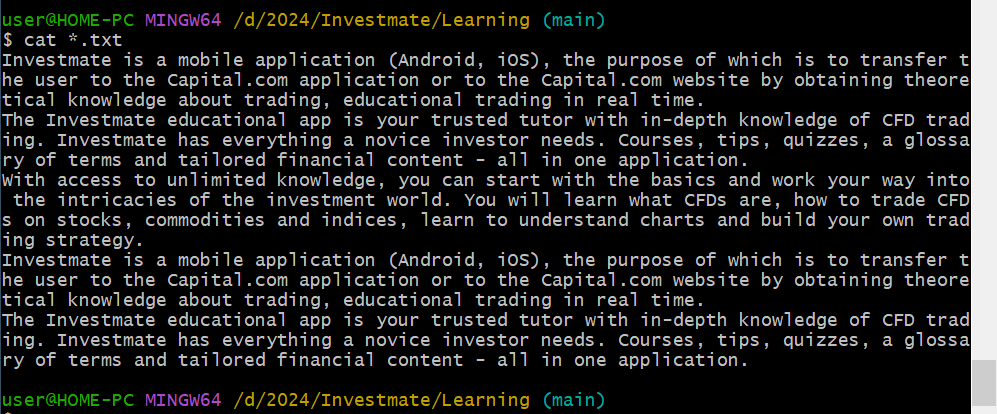 user@HOME-PC MINGW64 /d/2024/Investmate/Learning (main)
$ cat *.txt
Investmate is a mobile application (Android, iOS), the purpose of which is to transfer t
he user to the Capital.com application or to the Capital.com website by obtaining theore
tical knowledge about trading, educational trading in real time.
The Investmate educational app is your trusted tutor with in-depth knowledge of CFD trad
ing. Investmate has everything a novice investor needs. Courses, tips, quizzes, a glossa
ry of terms and tailored financial content - all in one application.
With access to unlimited knowledge, you can start with the basics and work your way into
 the intricacies of the investment world. You will learn what CFDs are, how to trade CFD
s on stocks, commodities and indices, learn to understand charts and build your own trad
ing strategy.
Investmate is a mobile application (Android, iOS), the purpose of which is to transfer t
he user to the Capital.com application or to the Capital.com website by obtaining theore
tical knowledge about trading, educational trading in real time.
The Investmate educational app is your trusted tutor with in-depth knowledge of CFD trad
ing. Investmate has everything a novice investor needs. Courses, tips, quizzes, a glossa
ry of terms and tailored financial content - all in one application.
user@HOME-PC MINGW64 /d/2024/Investmate/Learning (main)